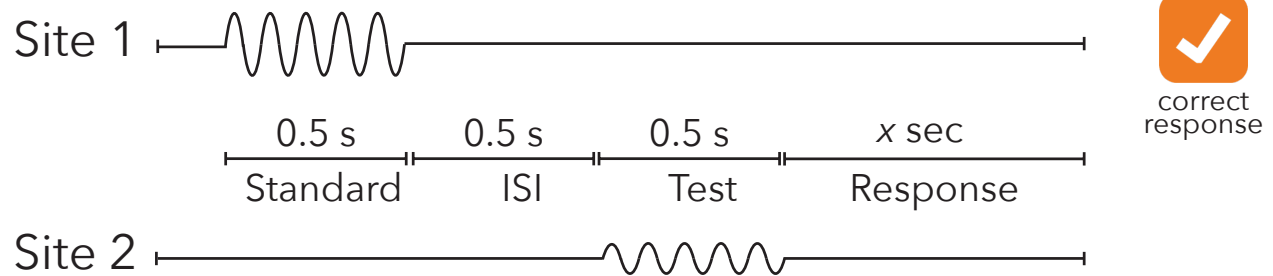 Site 1
correct
response
0.5 s 0.5 s 0.5 s x sec
Standard ISI Test Response
Site 2